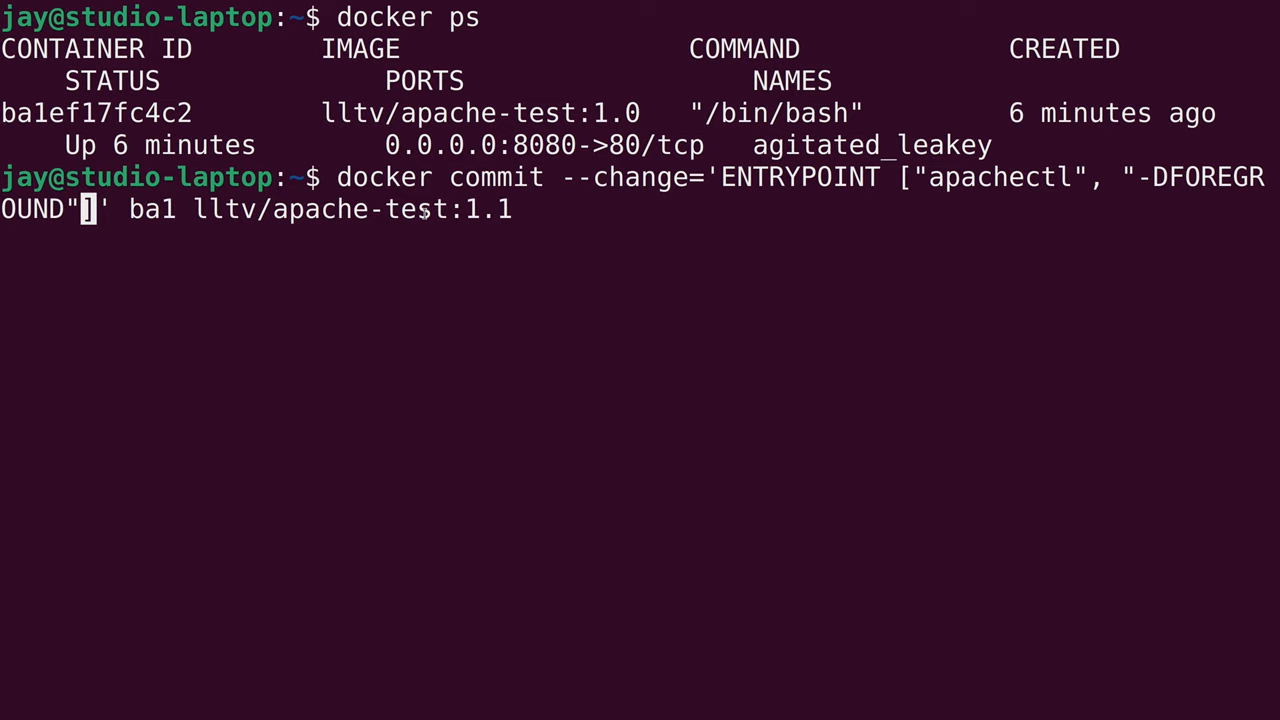 jay@studio-laptop:~$ docker ps
CONTAINER ID        IMAGE                  COMMAND             CREATED
    STATUS              PORTS                  NAMES
ba1ef17fc4c2        lltv/apache-test:1.0   "/bin/bash"         6 minutes ago
    Up 6 minutes        0.0.0.0:8080->80/tcp   agitated_leakey
jay@studio-laptop:~$ docker commit --change='ENTRYPOINT ["apachectl", "-DFOREGR
OUND"]' ba1 lltv/apache-test:1.1